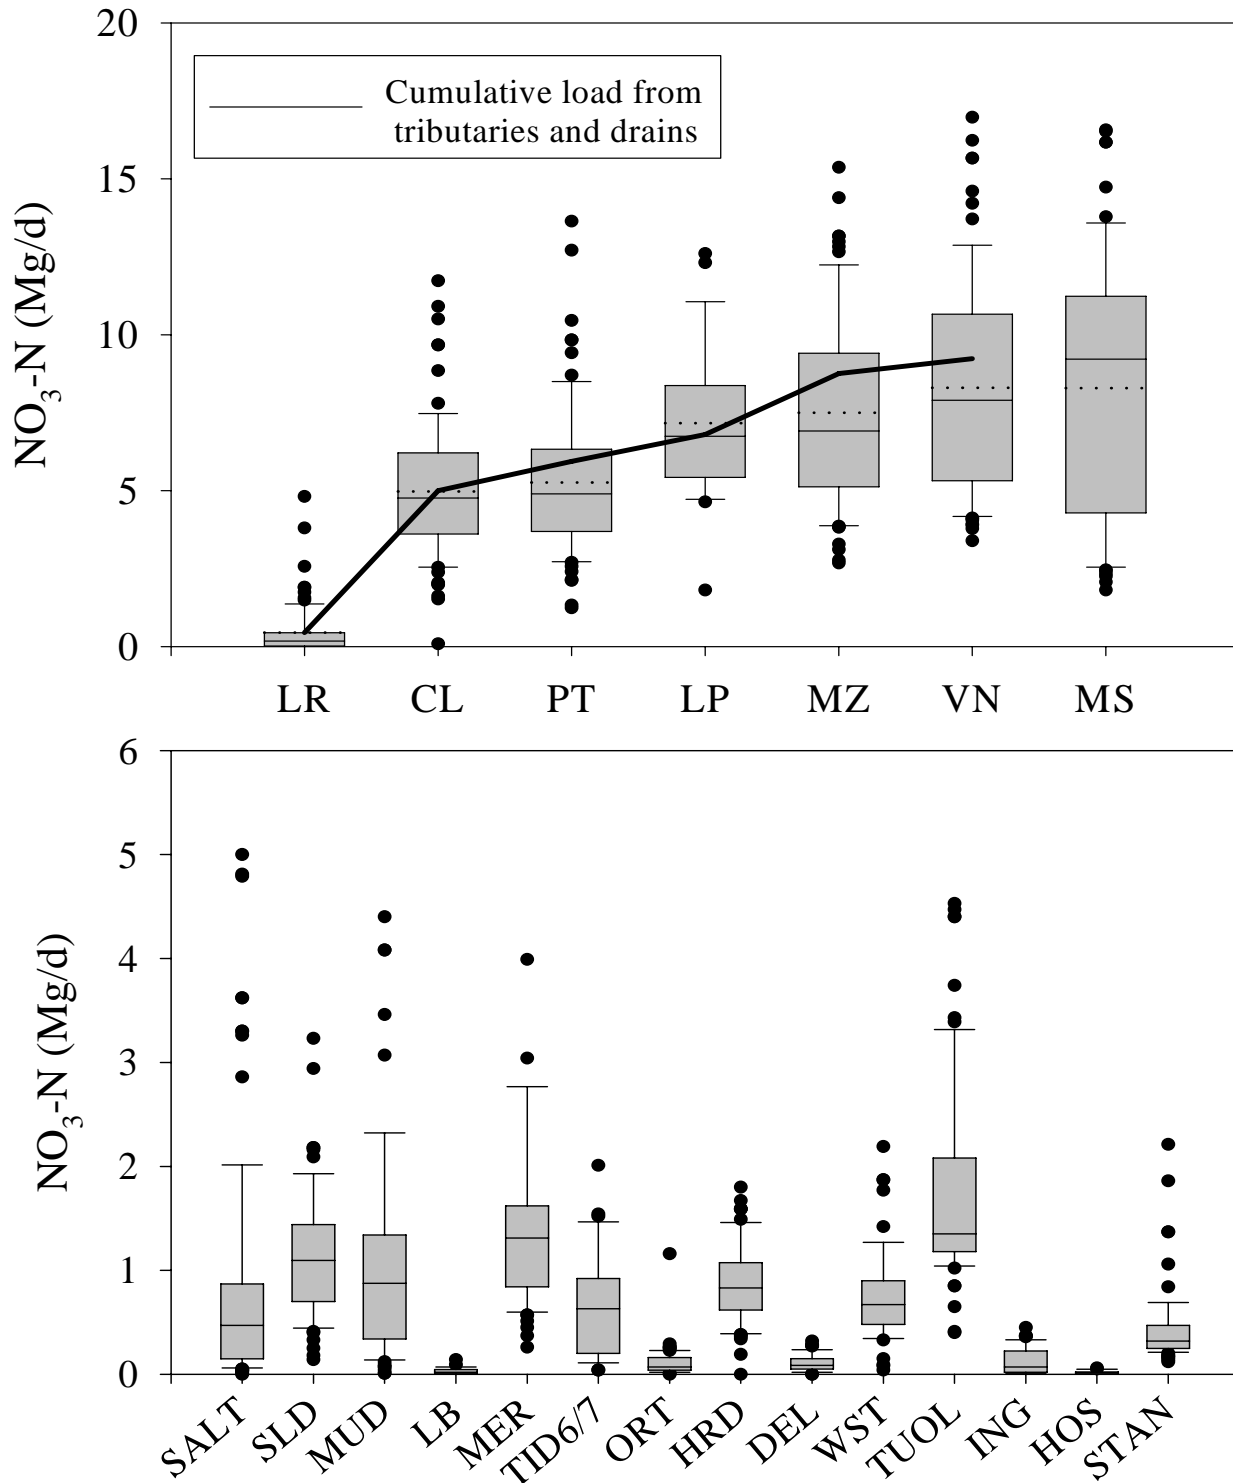 20
15
10
5
0
NO3-N (Mg/d)
Cumulative load from
tributaries and drains
LR CL PT LP MZ VN MS
6
5
4
3
2
1
0
NO3-N (Mg/d)
SALT SLD MUD LB MER TID6/7 ORT HRD DEL WST TUOL ING HOS STAN